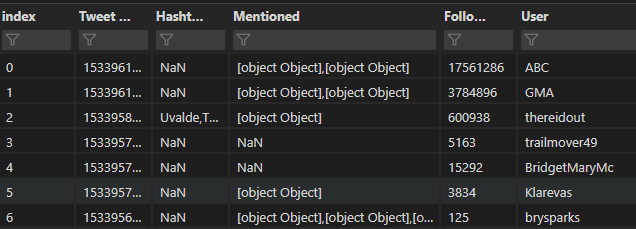 index Tweet ... Hasht... Mentioned Follo... User
0 1533961... NaN [object Object],[object Object] 17561286 ABC
1 1533961... NaN [object Object],[object Object] 3784896 GMA
2 1533958... Uvalde,T... [object Object] 600938 thereidout
3 1533957... NaN NaN 5163 trailmover49
4 1533957... NaN NaN 15292 BridgetMaryMc
5 1533957... NaN [object Object] 3834 Klarevas
6 1533956... NaN [object Object],[object Object],[o... 125 brysparks